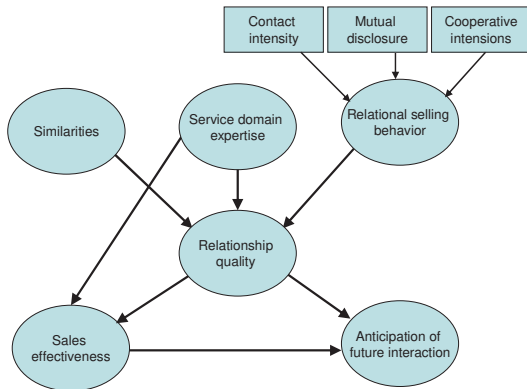 Contact
intensity
Mutual
disclosure
Cooperative
intensions
Similarities
Service domain
expertise
Relational selling
behavior
Relationship
quality
Sales
effectiveness
Anticipation of
future interaction